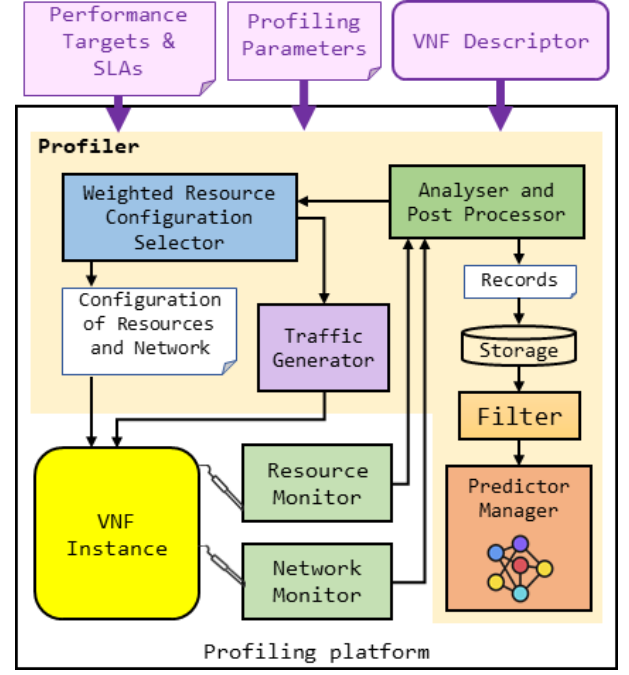 Performance
Targets &
SLAs
Profiling
Parameters
VNF Descriptor
Profiler
Weighted Resource
Configuration
Selector
Analyser and
Post Processor
Configuration
of Resources
and Network
Traffic
Generator
Records
Storage
Filter
VNF
Instance
Resource
Monitor
Network
Monitor
Predictor
Manager
Profiling platform